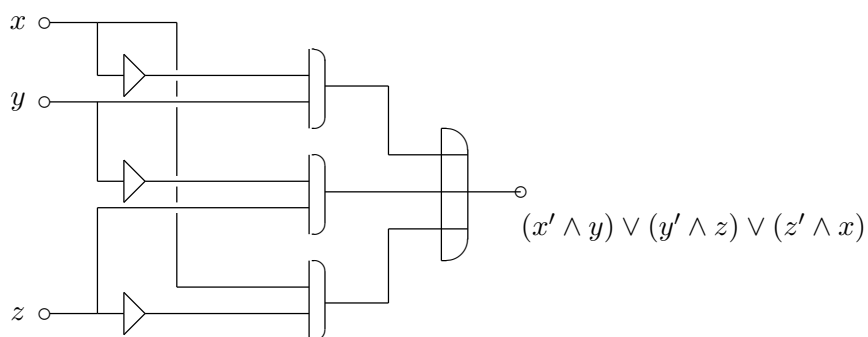 x
y
z
(x′ ∧ y) ∨ (y′ ∧ z) ∨ (z′ ∧ x)